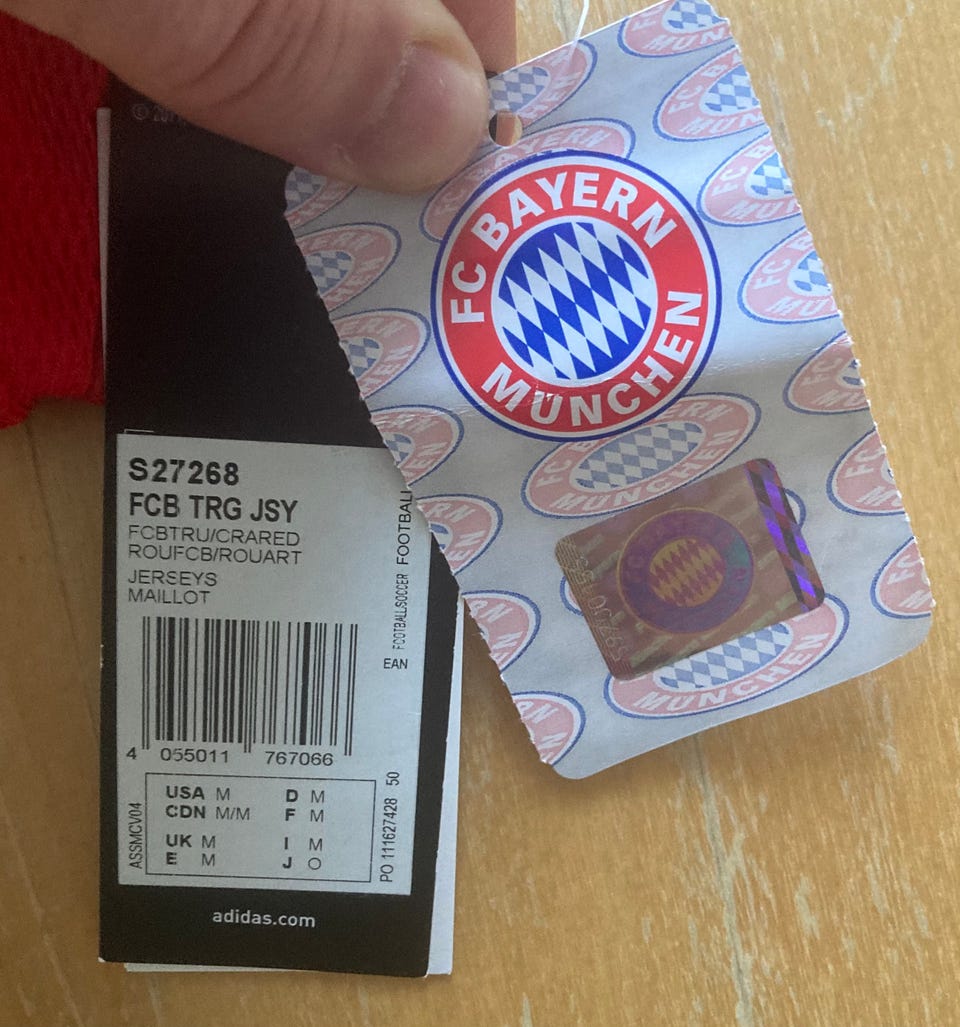 FC BAYERN
MÜNCHEN
S27268
FCB TRG JSY
FCBTRU/CRARED
ROUFCB/ROUART
JERSEYS
MAILLOT
FOOTBALL/SOCCER FOOTBALL
EAN
4 055011 767066
ASSMCV04
USA M D M
CDN M/M F M
UK M I M
E M J O
PO 111627428 50
adidas.com